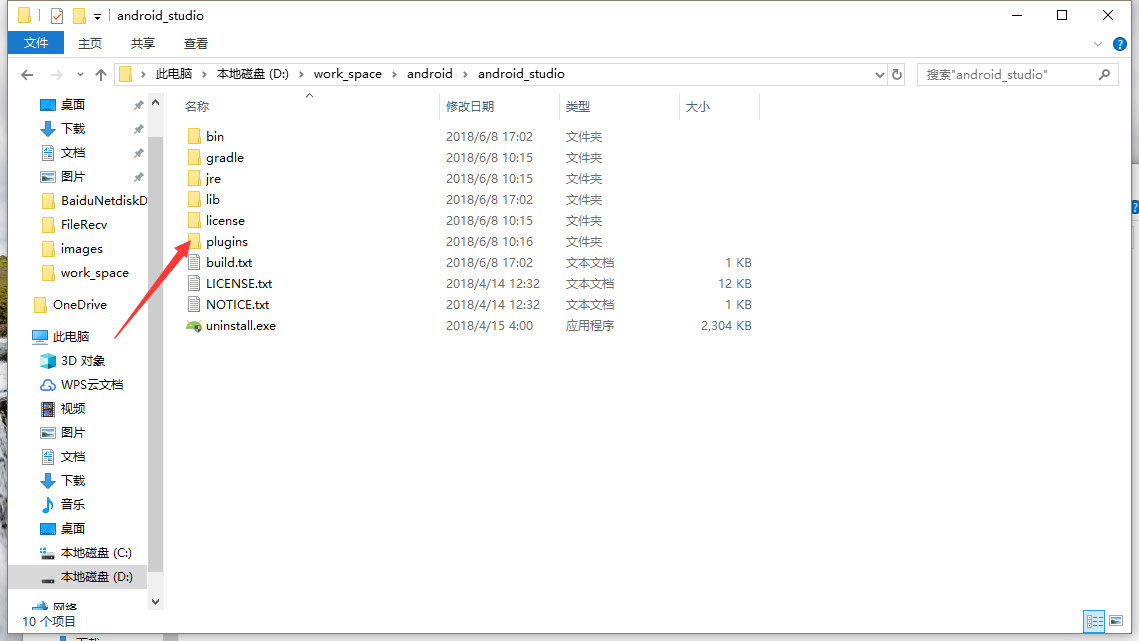 android_studio
文件 主页 共享 查看
此电脑 本地磁盘 (D:) work_space android android_studio 搜索"android_studio"
名称 修改日期 类型 大小
桌面
下载
文档
图片
BaiduNetdiskD
FileRecv
images
work_space
OneDrive
此电脑
3D 对象
WPS云文档
视频
图片
文档
下载
音乐
桌面
本地磁盘 (C:)
本地磁盘 (D:)
网络
bin 2018/6/8 17:02 文件夹
gradle 2018/6/8 10:15 文件夹
jre 2018/6/8 10:15 文件夹
lib 2018/6/8 17:02 文件夹
license 2018/6/8 10:15 文件夹
plugins 2018/6/8 10:16 文件夹
build.txt 2018/6/8 17:02 文本文档 1 KB
LICENSE.txt 2018/4/14 12:32 文本文档 12 KB
NOTICE.txt 2018/4/14 12:32 文本文档 1 KB
uninstall.exe 2018/4/15 4:00 应用程序 2,304 KB
10 个项目